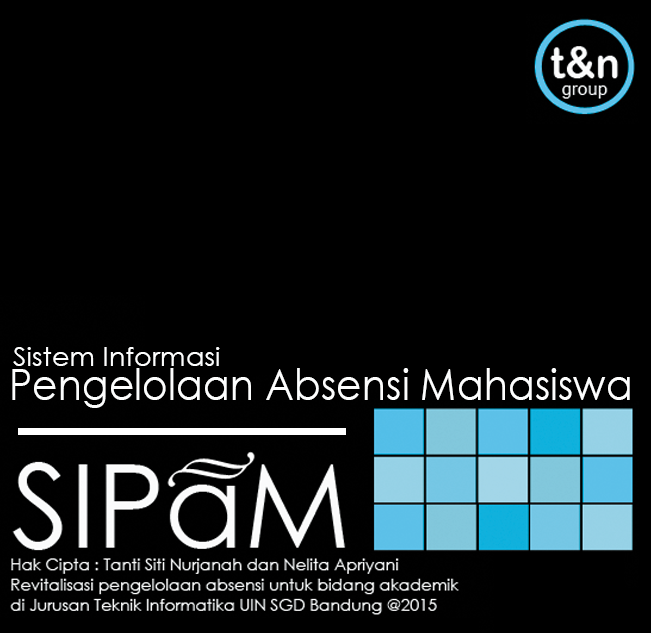 t&n
group
Sistem Informasi
Pengelolaan Absensi Mahasiswa
SIPaM
Hak Cipta : Tanti Siti Nurjanah dan Nelita Apriyani
Revitalisasi pengelolaan absensi untuk bidang akademik
di Jurusan Teknik Informatika UIN SGD Bandung @2015